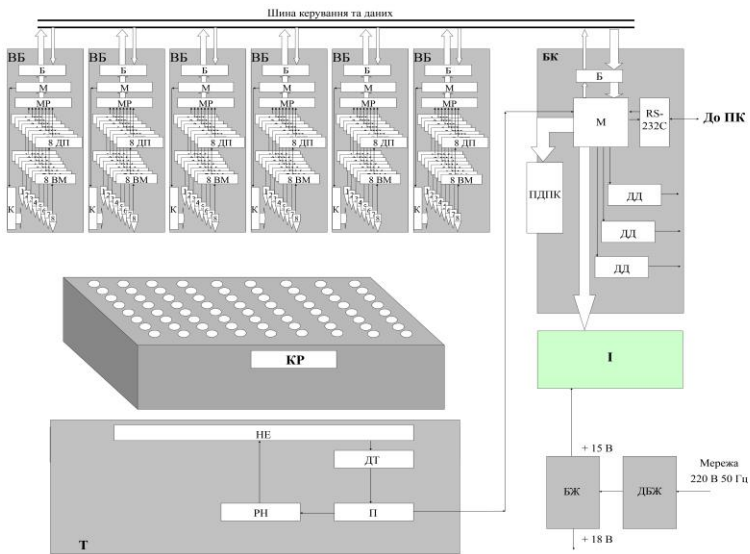 Шина керування та даних
ВБ
Б
М
МР
8 ДП
8 ВМ
К
ВБ
Б
М
МР
8 ДП
8 ВМ
К
ВБ
Б
М
МР
8 ДП
8 ВМ
К
ВБ
Б
М
МР
8 ДП
8 ВМ
К
ВБ
Б
М
МР
8 ДП
8 ВМ
К
ВБ
Б
М
МР
8 ДП
8 ВМ
К
БК
Б
М
RS-
232C
До ПК
ПДПК
ДД
ДД
ДД
КР
І
НЕ
ДТ
РН
П
Т
+ 15 В
БЖ
ДБЖ
Мережа
220 В 50 Гц
+ 18 В